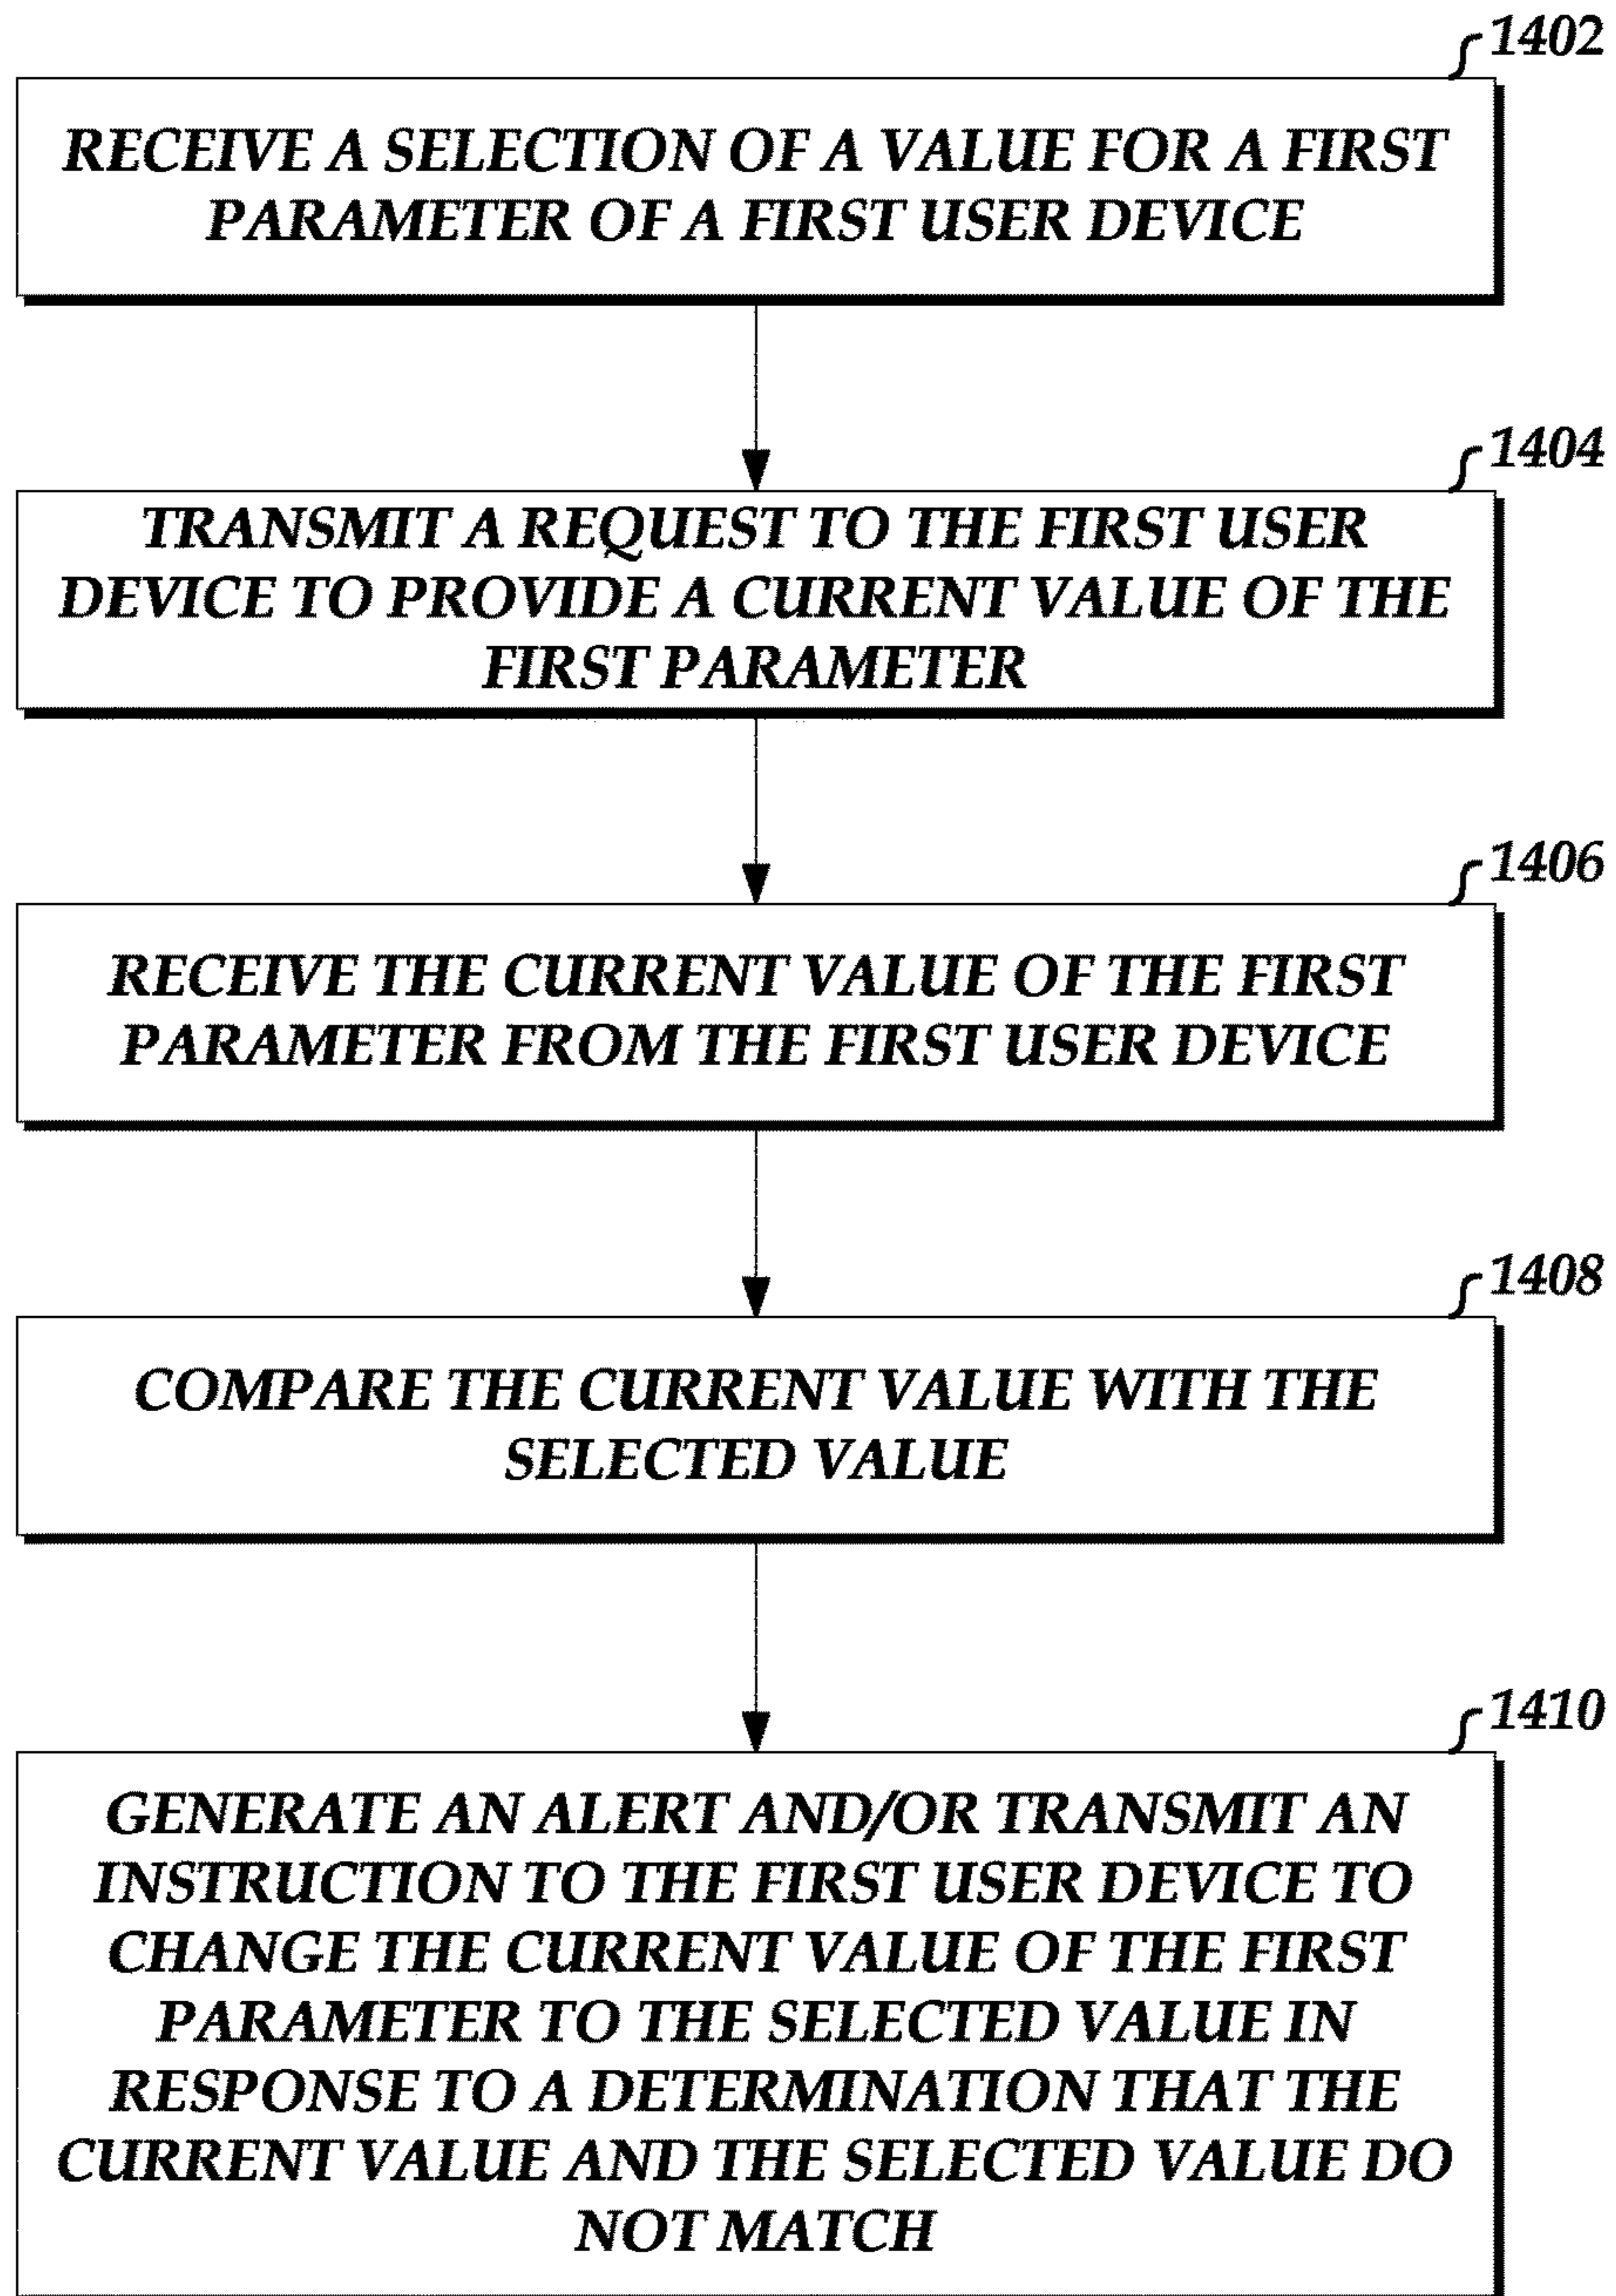 1402
RECEIVE A SELECTION OF A VALUE FOR A FIRST
PARAMETER OF A FIRST USER DEVICE
1404
TRANSMIT A REQUEST TO THE FIRST USER
DEVICE TO PROVIDE A CURRENT VALUE OF THE
FIRST PARAMETER
1406
RECEIVE THE CURRENT VALUE OF THE FIRST
PARAMETER FROM THE FIRST USER DEVICE
1408
COMPARE THE CURRENT VALUE WITH THE
SELECTED VALUE
1410
GENERATE AN ALERT AND/OR TRANSMIT AN
INSTRUCTION TO THE FIRST USER DEVICE TO
CHANGE THE CURRENT VALUE OF THE FIRST
PARAMETER TO THE SELECTED VALUE IN
RESPONSE TO A DETERMINATION THAT THE
CURRENT VALUE AND THE SELECTED VALUE DO
NOT MATCH